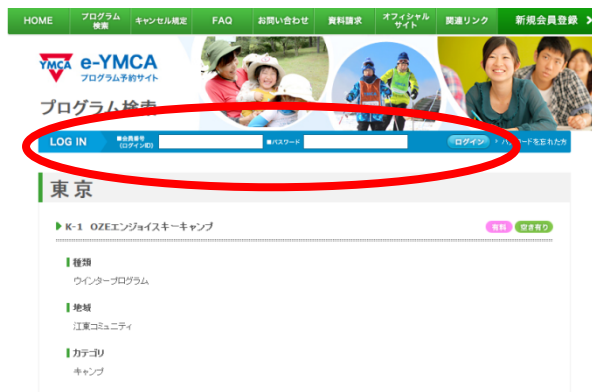 HOME プログラム検索 キャンセル規定 FAQ お問い合わせ 資料請求 オフィシャルサイト 関連リンク 新規会員登録
YMCA e-YMCA
プログラム予約サイト
プログラム検索
LOG IN ■会員番号(ログインID) ■パスワード ログイン パスワードを忘れた方
東京
K-1 OZEエンジョイスキーキャンプ 有料 空き有り
種類
ウインタープログラム
地域
江東コミュニティ
カテゴリ
キャンプ